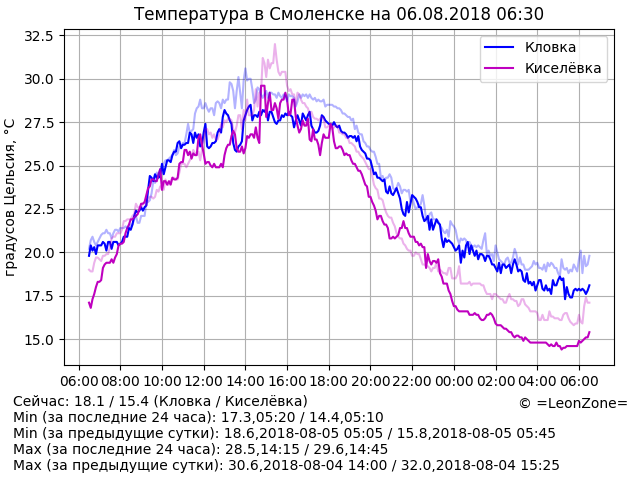 Температура в Смоленске на 06.08.2018 06:30
Кловка
Киселёвка
градусов Цельсия, °C
32.5
30.0
27.5
25.0
22.5
20.0
17.5
15.0
06:00 08:00 10:00 12:00 14:00 16:00 18:00 20:00 22:00 00:00 02:00 04:00 06:00
Сейчас: 18.1 / 15.4 (Кловка / Киселёвка)
© =LeonZone=
Min (за последние 24 часа): 17.3,05:20 / 14.4,05:10
Min (за предыдущие сутки): 18.6,2018-08-05 05:05 / 15.8,2018-08-05 05:45
Max (за последние 24 часа): 28.5,14:15 / 29.6,14:45
Max (за предыдущие сутки): 30.6,2018-08-04 14:00 / 32.0,2018-08-04 15:25